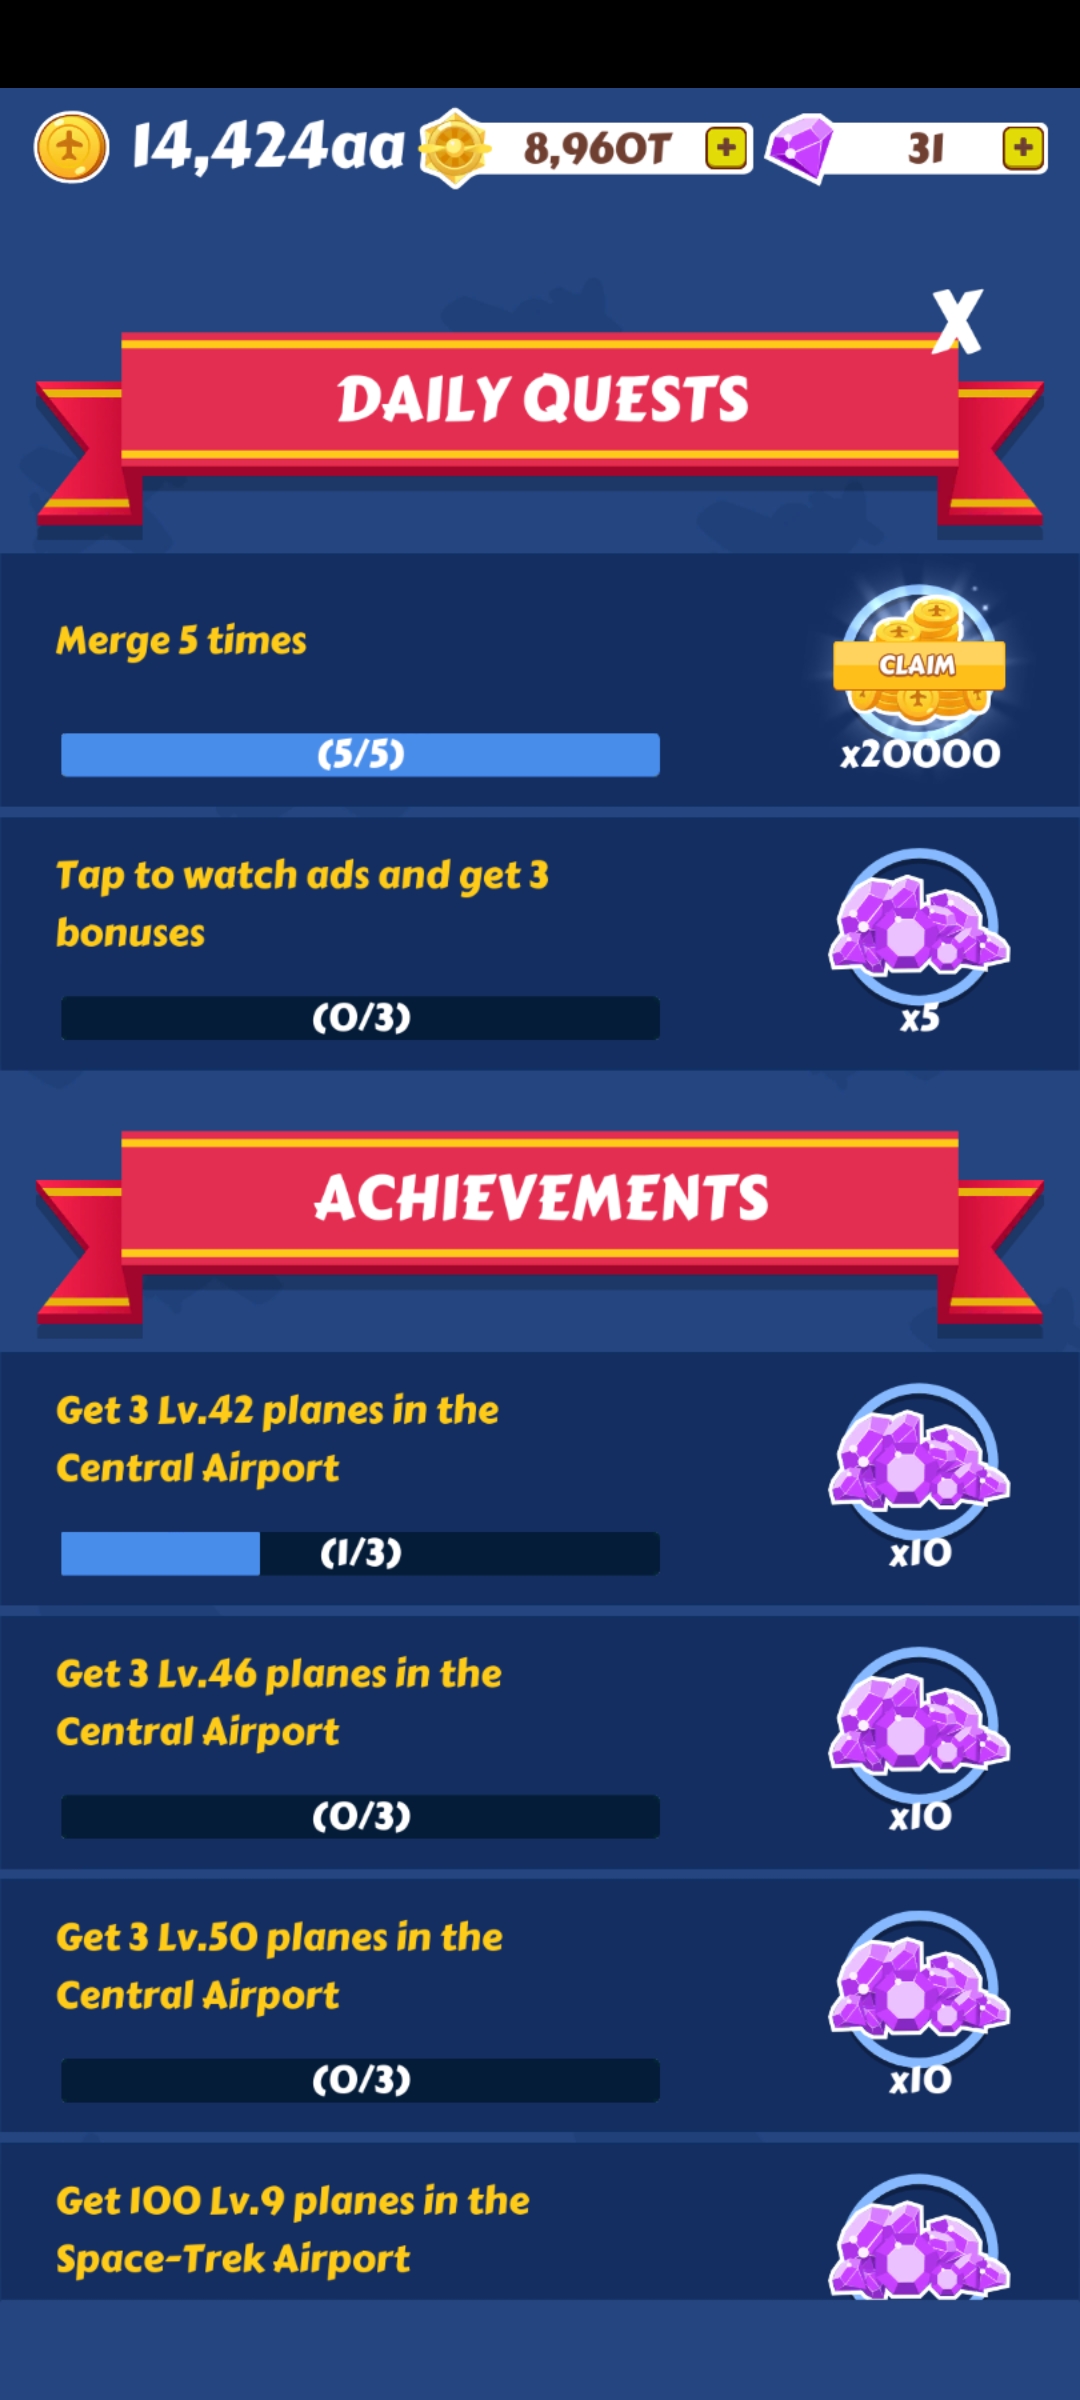 14,424aa 8,960T + 31 +
X
DAILY QUESTS
Merge 5 times
CLAIM
(5/5)
x20000
Tap to watch ads and get 3
bonuses
(0/3)
x5
ACHIEVEMENTS
Get 3 Lv.42 planes in the
Central Airport
(1/3)
x10
Get 3 Lv.46 planes in the
Central Airport
(0/3)
x10
Get 3 Lv.50 planes in the
Central Airport
(0/3)
x10
Get 100 Lv.9 planes in the
Space-Trek Airport